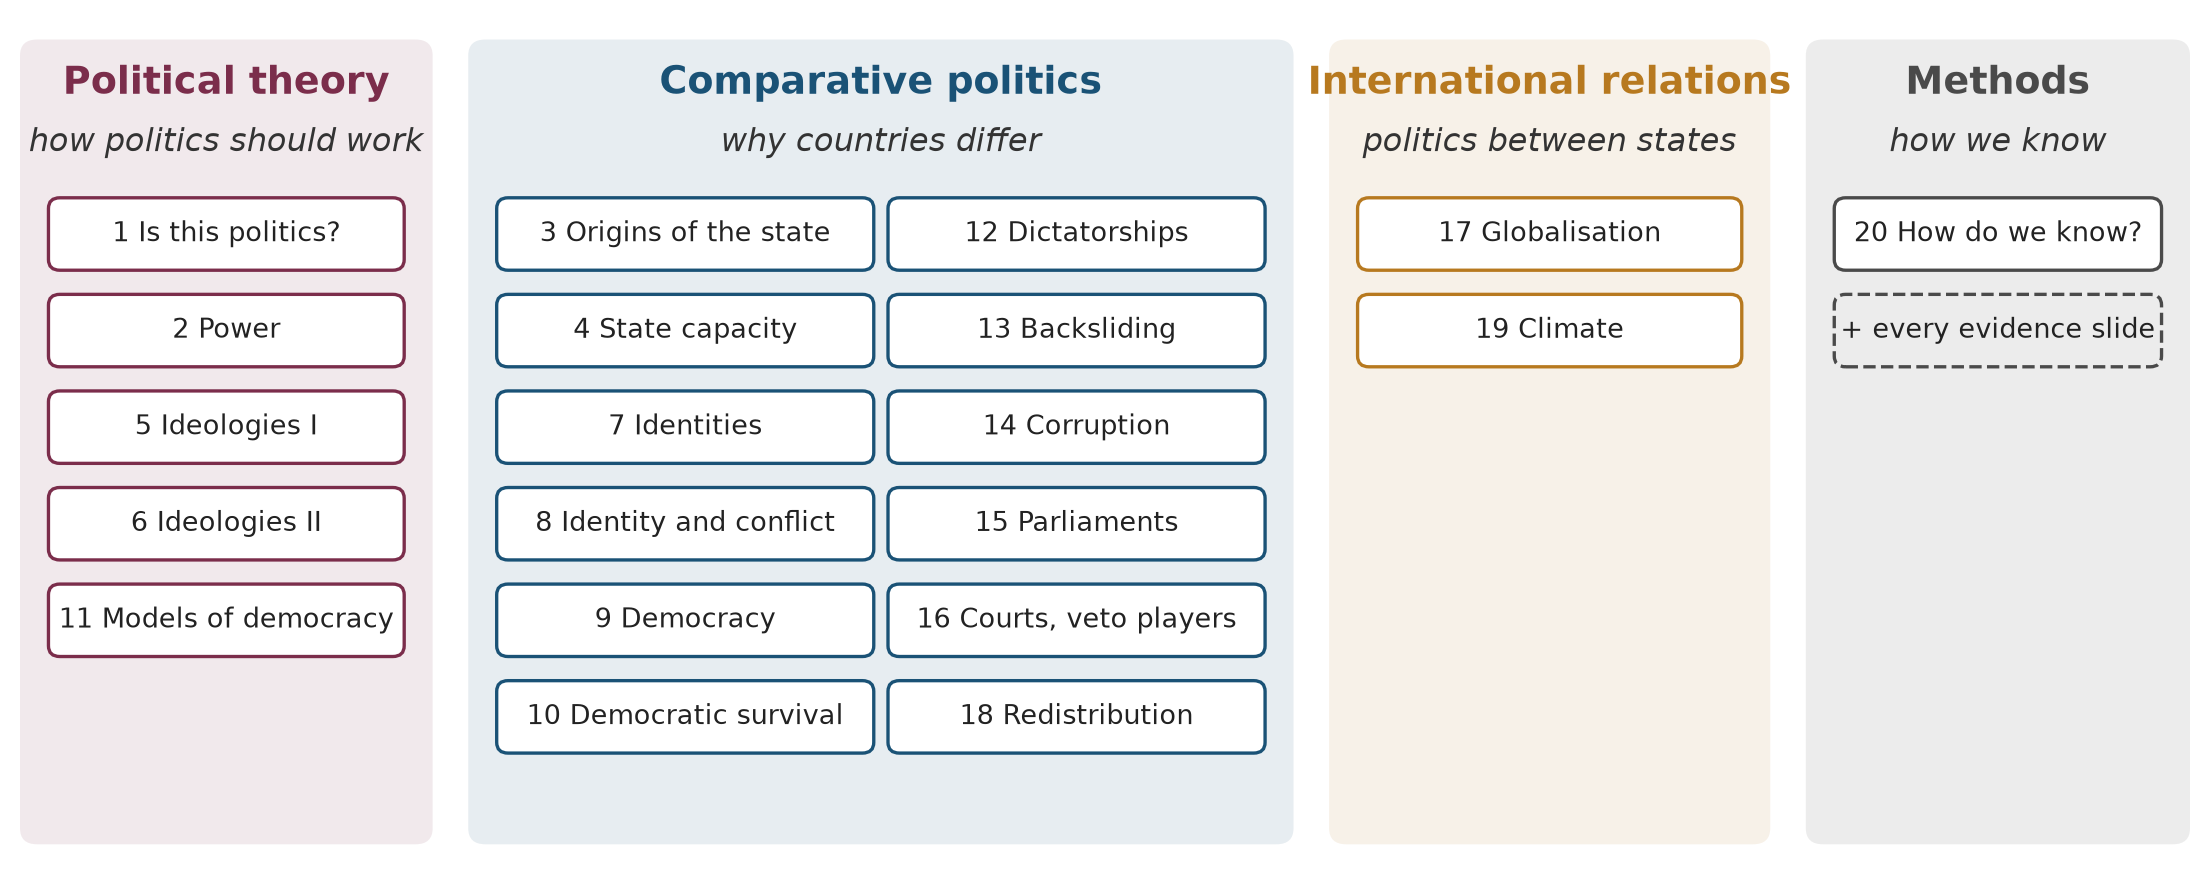 Political theory
how politics should work
1 Is this politics?
2 Power
5 Ideologies I
6 Ideologies II
11 Models of democracy
Comparative politics
why countries differ
3 Origins of the state
4 State capacity
7 Identities
8 Identity and conflict
9 Democracy
10 Democratic survival
12 Dictatorships
13 Backsliding
14 Corruption
15 Parliaments
16 Courts, veto players
18 Redistribution
International relations
politics between states
17 Globalisation
19 Climate
Methods
how we know
20 How do we know?
+ every evidence slide